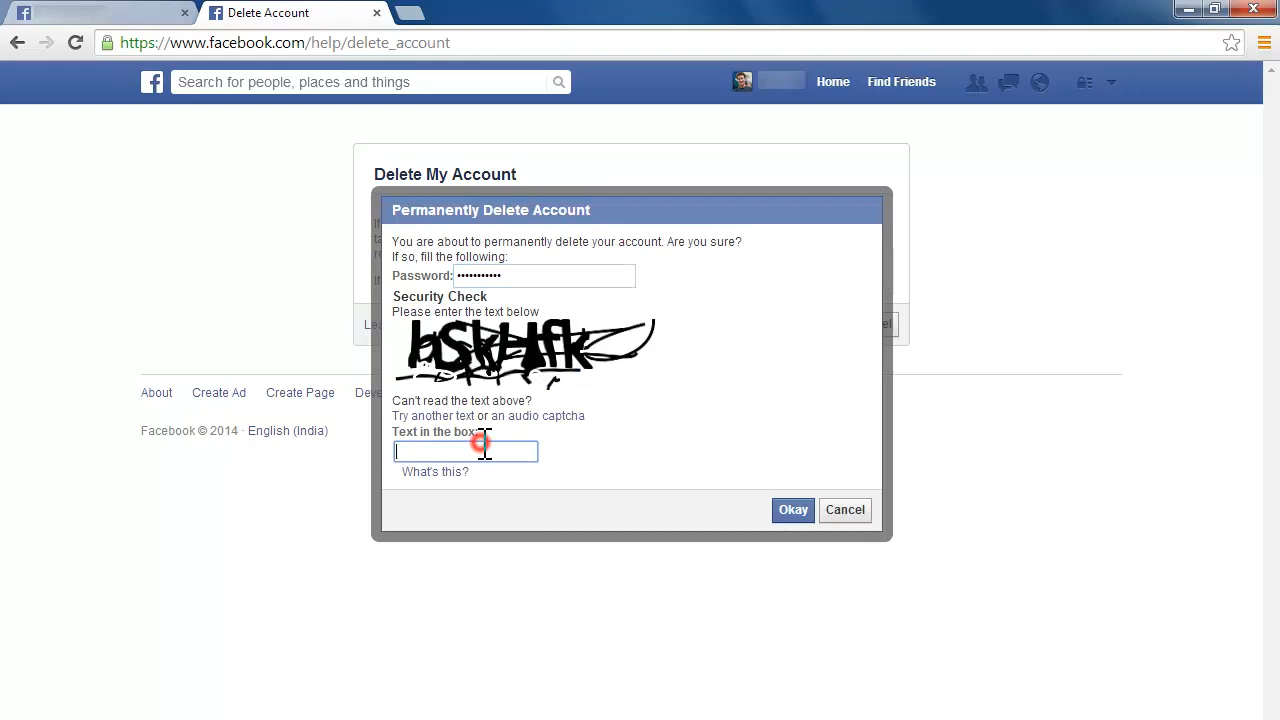 Delete Account
https://www.facebook.com/help/delete_account
Search for people, places and things
Home
Find Friends
Delete My Account
Permanently Delete Account
You are about to permanently delete your account. Are you sure?
If so, fill the following:
Password: •••••••••••
Security Check
Please enter the text below
Can't read the text above?
Try another text or an audio captcha
Text in the box:
What's this?
Okay
Cancel
About
Create Ad
Create Page
Facebook © 2014 · English (India)